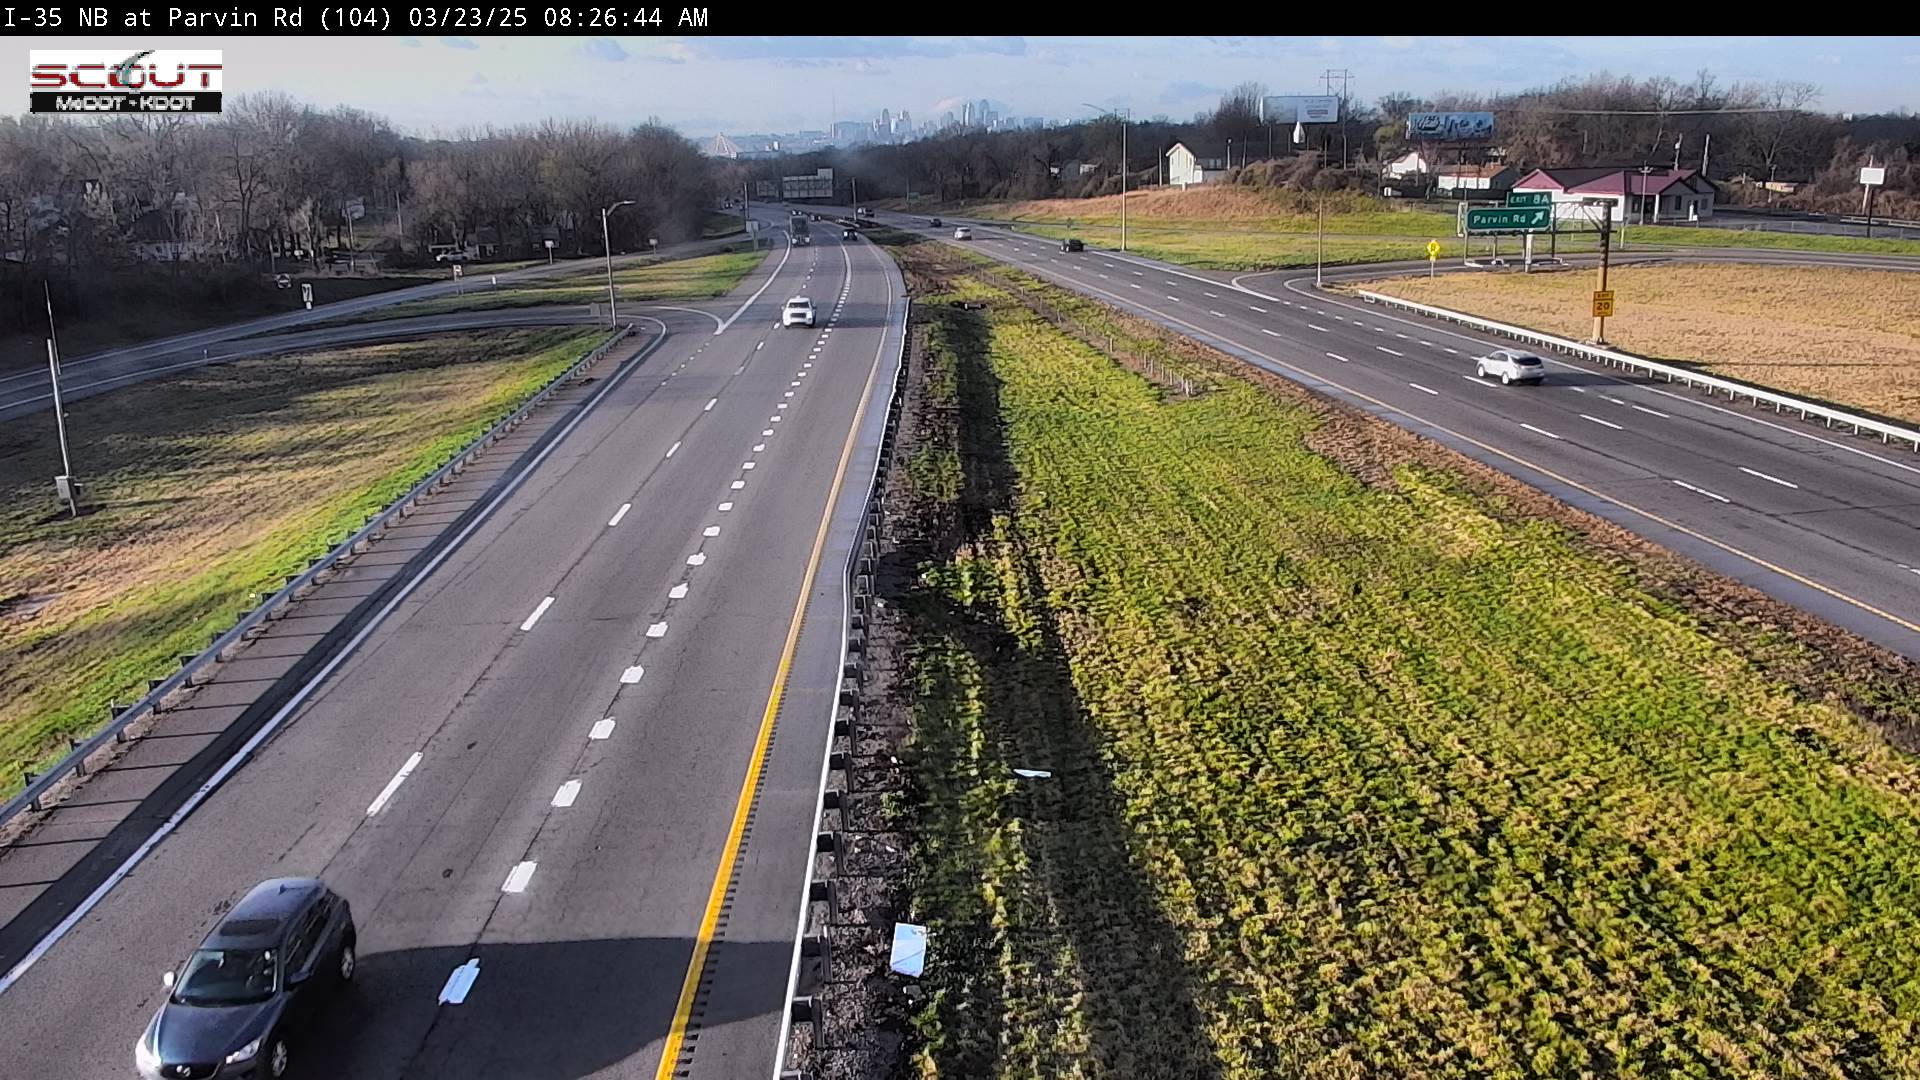 I-35 NB at Parvin Rd (104) 03/23/25 08:26:44 AM
SCOUT
MoDOT - KDOT
EXIT 8A
Parvin Rd
20